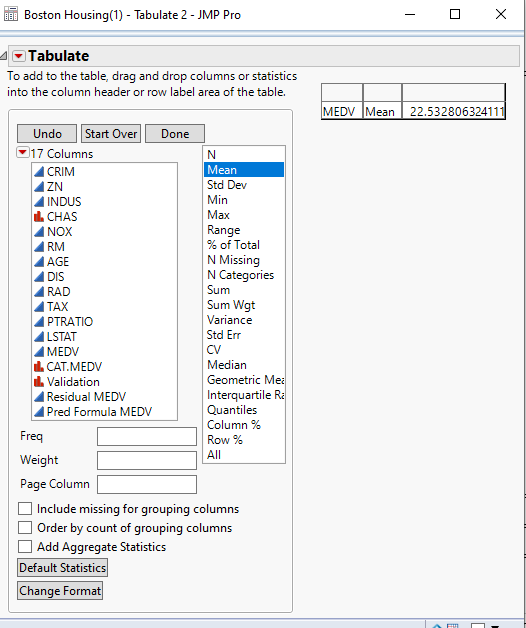 Boston Housing(1) - Tabulate 2 - JMP Pro
Tabulate
To add to the table, drag and drop columns or statistics
into the column header or row label area of the table.
Undo Start Over Done
17 Columns
CRIM
ZN
INDUS
CHAS
NOX
RM
AGE
DIS
RAD
TAX
PTRATIO
LSTAT
MEDV
CAT.MEDV
Validation
Residual MEDV
Pred Formula MEDV
N
Mean
Std Dev
Min
Max
Range
% of Total
N Missing
N Categories
Sum
Sum Wgt
Variance
Std Err
CV
Median
Geometric Mea
Interquartile Ra
Quantiles
Column %
Row %
All
Freq
Weight
Page Column
Include missing for grouping columns
Order by count of grouping columns
Add Aggregate Statistics
Default Statistics
Change Format
MEDV Mean 22.532806324111